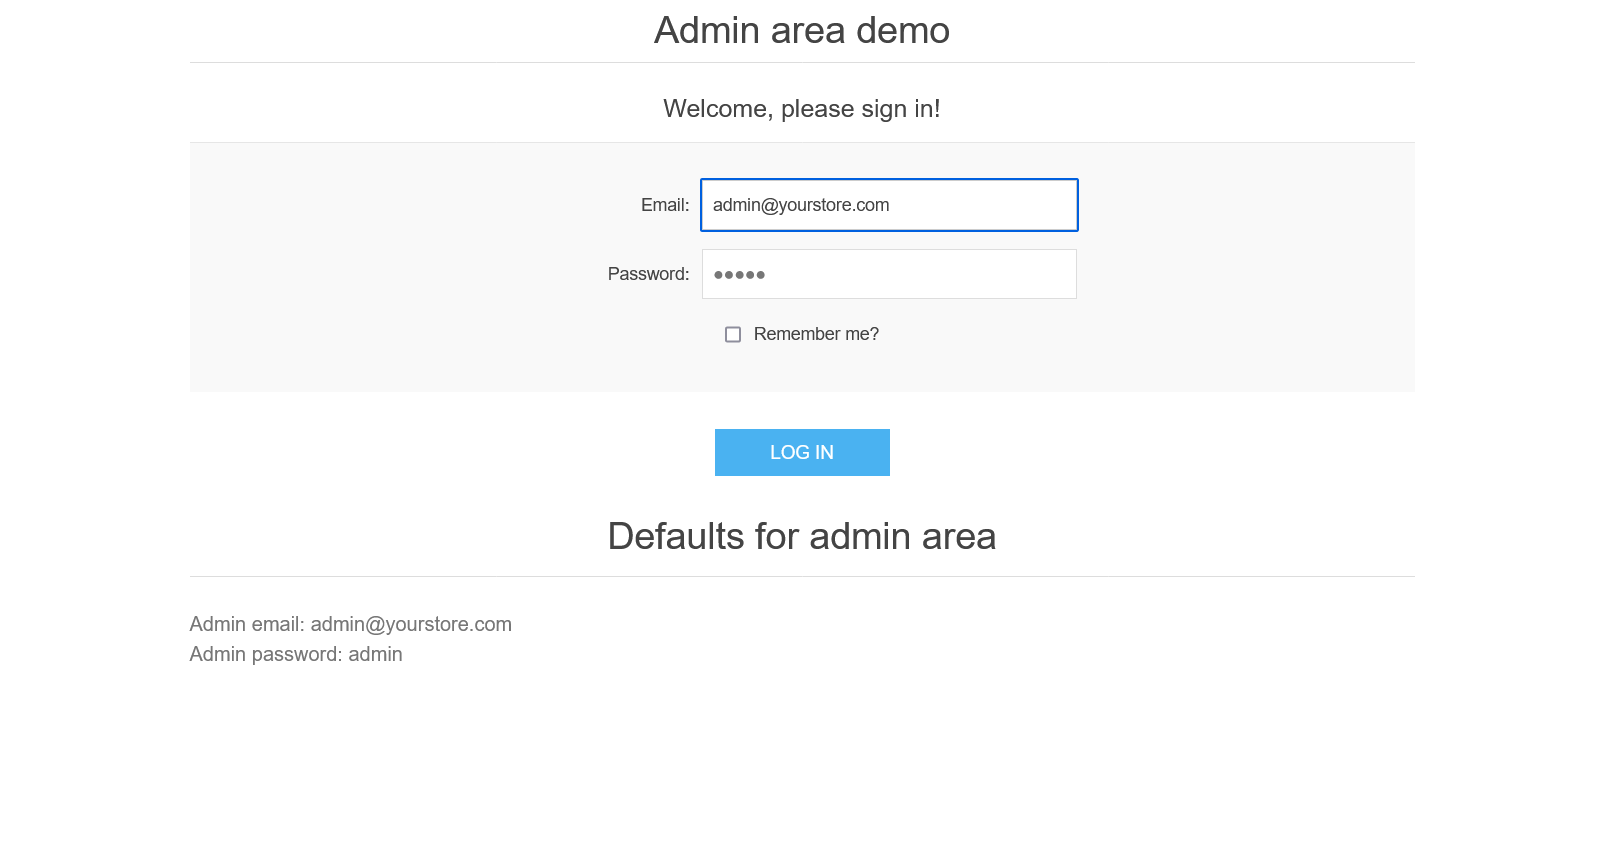 Admin area demo
Welcome, please sign in!
Email: admin@yourstore.com
Password: •••••
Remember me?
LOG IN
Defaults for admin area
Admin email: admin@yourstore.com
Admin password: admin